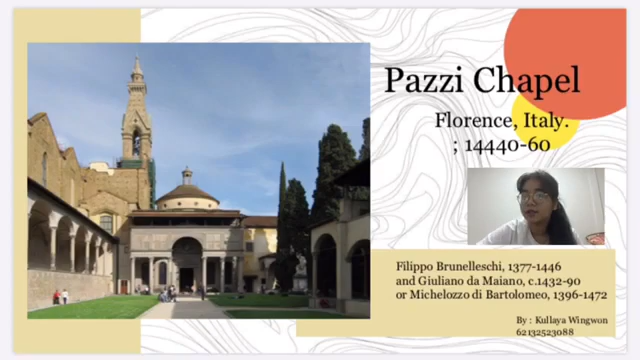 Pazzi Chapel
Florence, Italy.
; 14440-60
Filippo Brunelleschi, 1377-1446
and Giuliano da Maiano, c.1432-90
or Michelozzo di Bartolomeo, 1396-1472
By : Kullaya Wingwon
62132523088